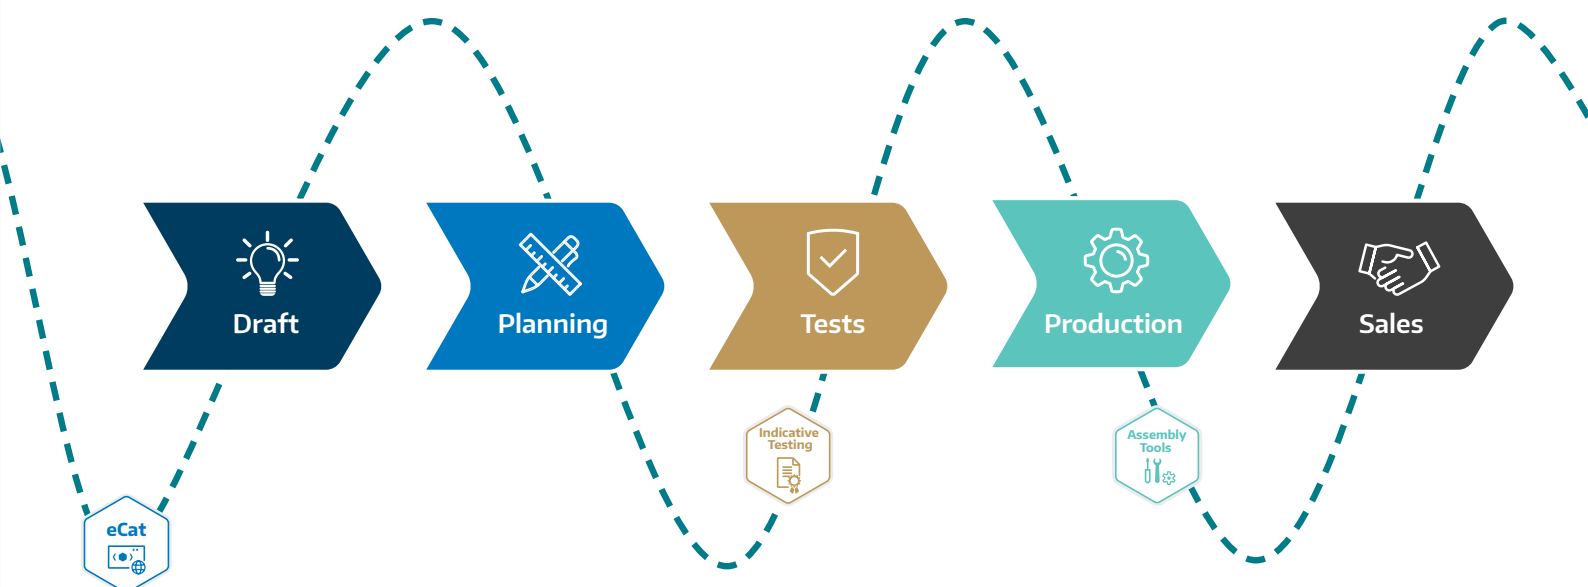 Draft
Planning
Tests
Production
Sales
Indicative
Testing
Assembly
Tools
eCat